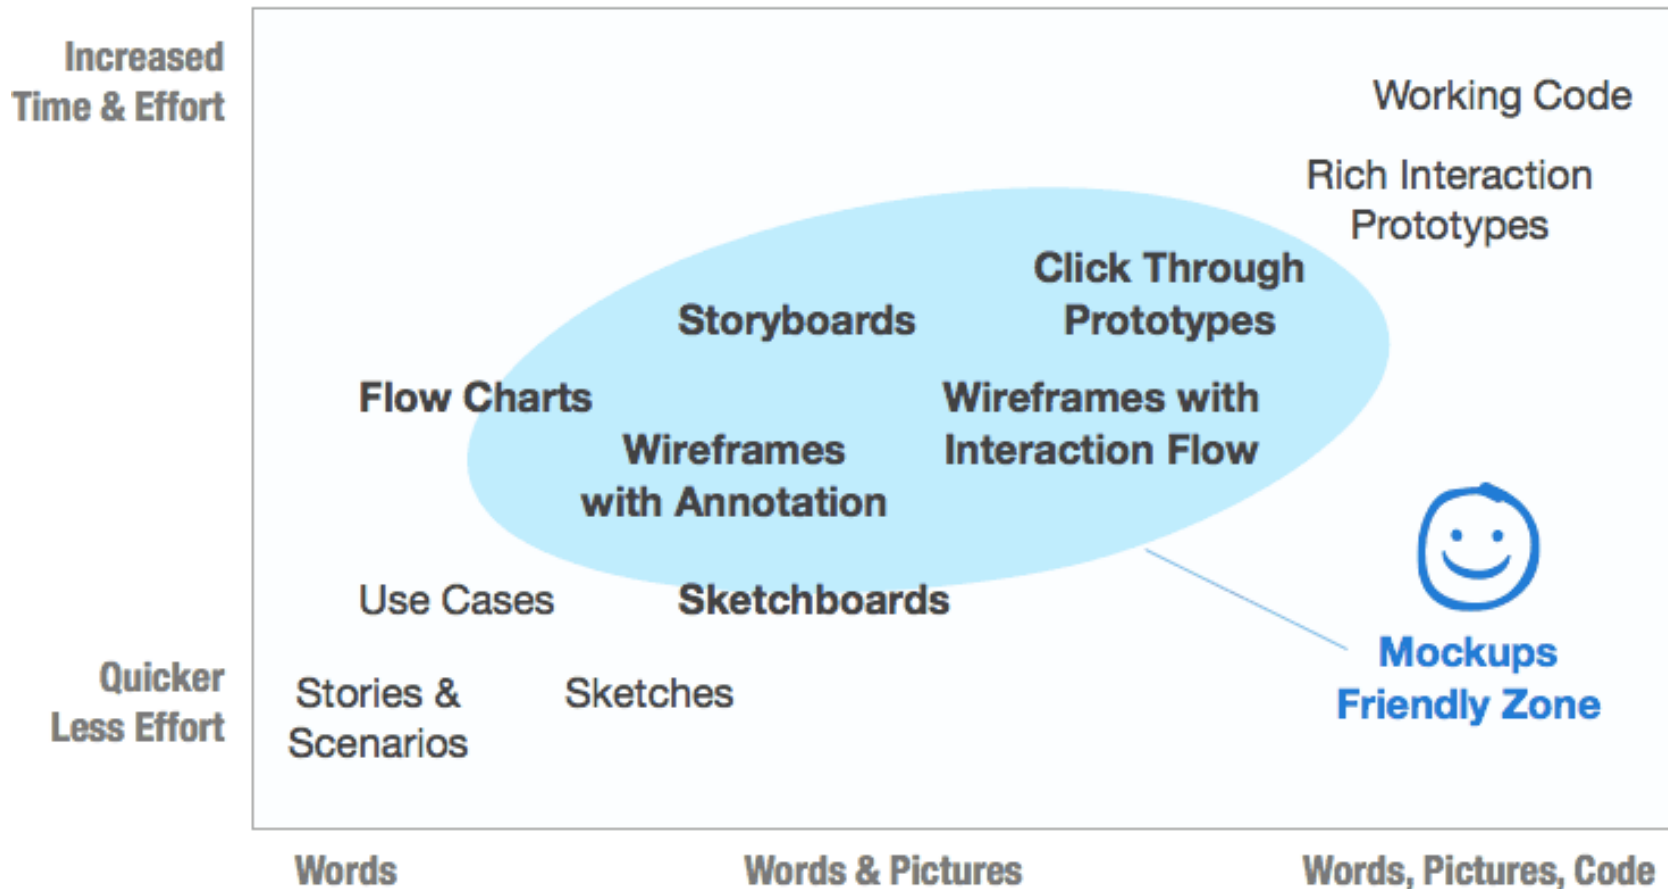 Increased
Time & Effort
Working Code
Rich Interaction
Prototypes
Click Through
Prototypes
Storyboards
Flow Charts
Wireframes with
Interaction Flow
Wireframes
with Annotation
Use Cases
Sketchboards
Mockups
Friendly Zone
Quicker
Less Effort
Stories &
Scenarios
Sketches
Words
Words & Pictures
Words, Pictures, Code